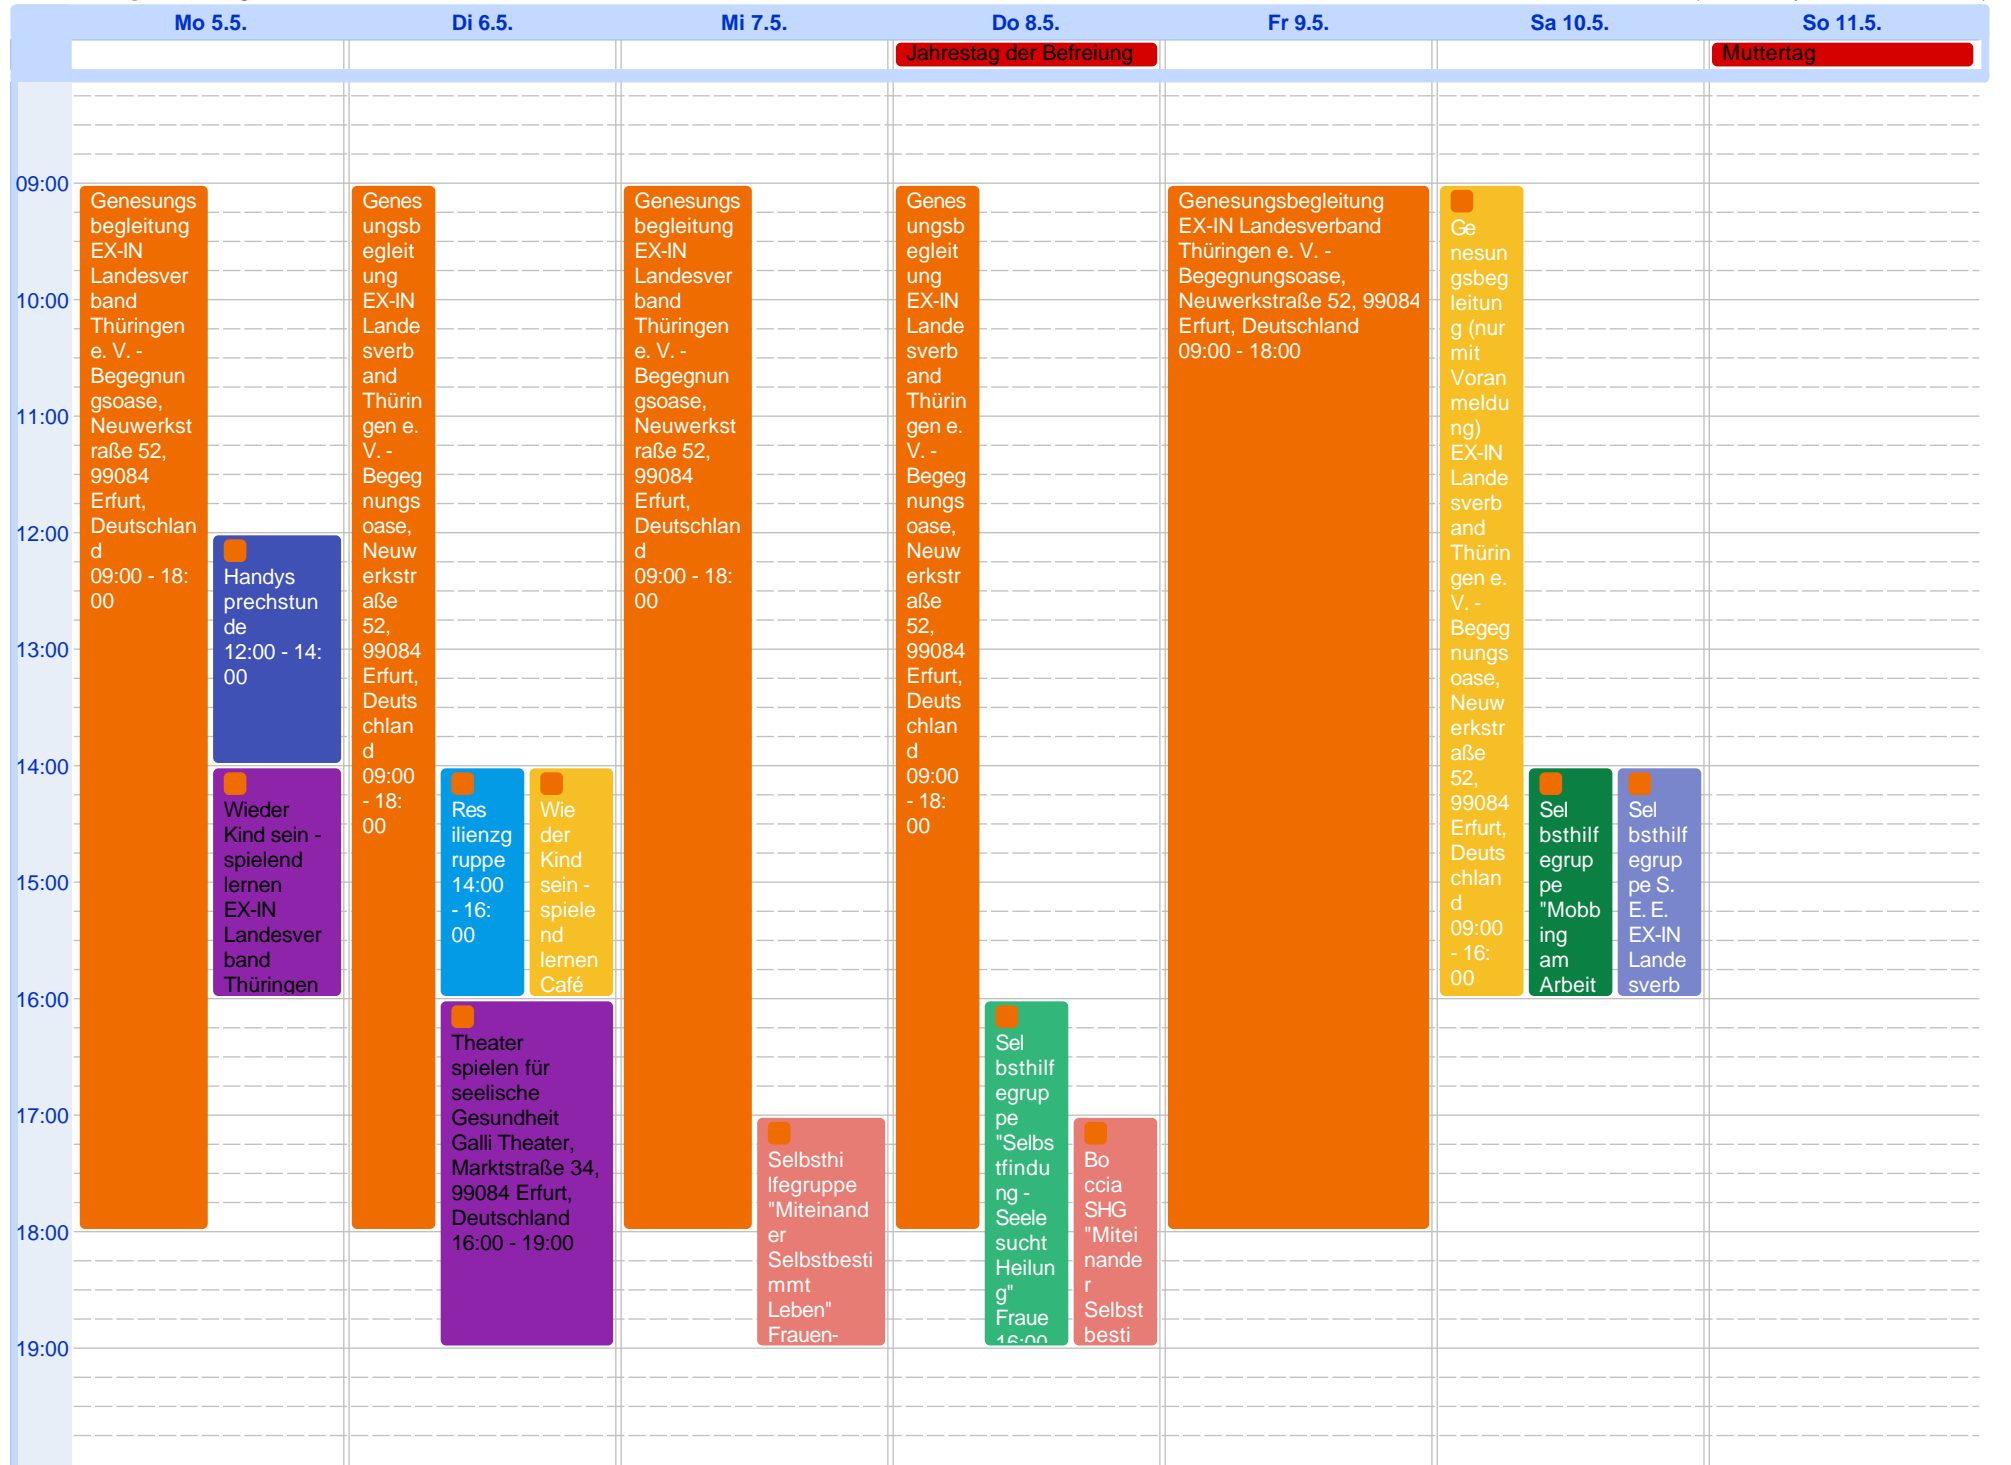 Mo 5.5.
Di 6.5.
Mi 7.5.
Do 8.5.
Fr 9.5.
Sa 10.5.
So 11.5.
Jahrestag der Befreiung
Muttertag
09:00
10:00
11:00
12:00
13:00
14:00
15:00
16:00
17:00
18:00
19:00
Genesungs
begleitung
EX-IN
Landesver
band
Thüringen
e. V. -
Begegnun
gsoase,
Neuwerkst
raße 52,
99084
Erfurt,
Deutschlan
d
09:00 - 18:
00
Handys
prechstun
de
12:00 - 14:
00
Wieder
Kind sein -
spielend
lernen
EX-IN
Landesver
band
Thüringen
Genes
ungsb
egleit
ung
EX-IN
Lande
sverb
and
Thürin
gen e.
V. -
Begeg
nungs
oase,
Neuw
erkstr
aße
52,
99084
Erfurt,
Deuts
chlan
d
09:00
- 18:
00
Res
ilienzg
ruppe
14:00
- 16:
00
Wie
der
Kind
sein -
spiele
nd
lernen
Café
Theater
spielen für
seelische
Gesundheit
Galli Theater,
Marktstraße 34,
99084 Erfurt,
Deutschland
16:00 - 19:00
Genesungs
begleitung
EX-IN
Landesver
band
Thüringen
e. V. -
Begegnun
gsoase,
Neuwerkst
raße 52,
99084
Erfurt,
Deutschlan
d
09:00 - 18:
00
Selbsthi
lfegruppe
"Miteinand
er
Selbstbesti
mmt
Leben"
Frauen-
Genes
ungsb
egleit
ung
EX-IN
Lande
sverb
and
Thürin
gen e.
V. -
Begeg
nungs
oase,
Neuw
erkstr
aße
52,
99084
Erfurt,
Deuts
chlan
d
09:00
- 18:
00
Sel
bsthilf
egrup
pe
"Selbs
tfindu
ng -
Seele
sucht
Heilun
g"
Fraue
16:00
Bo
ccia
SHG
"Mitei
nande
r
Selbst
besti
Genesungsbegleitung
EX-IN Landesverband
Thüringen e. V. -
Begegnungsoase,
Neuwerkstraße 52, 99084
Erfurt, Deutschland
09:00 - 18:00
Ge
nesun
gsbeg
leitun
g (nur
mit
Voran
meldu
ng)
EX-IN
Lande
sverb
and
Thürin
gen e.
V. -
Begeg
nungs
oase,
Neuw
erkstr
aße
52,
99084
Erfurt,
Deuts
chlan
d
09:00
- 16:
00
Sel
bsthilf
egrup
pe
"Mobb
ing
am
Arbeit
Sel
bsthilf
egrup
pe S.
E. E.
EX-IN
Lande
sverb